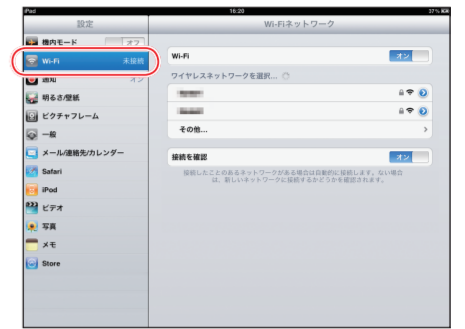 iPad
16:20
37%
設定
Wi-Fiネットワーク
機内モード
オフ
Wi-Fi
未接続
通知
オン
明るさ/壁紙
ピクチャフレーム
一般
メール/連絡先/カレンダー
Safari
iPod
ビデオ
写真
メモ
Store
Wi-Fi
オン
ワイヤレスネットワークを選択...
その他...
接続を確認
オン
接続したことのあるネットワークがある場合は自動的に接続します。ない場合
は、新しいネットワークに接続するかどうかを確認されます。